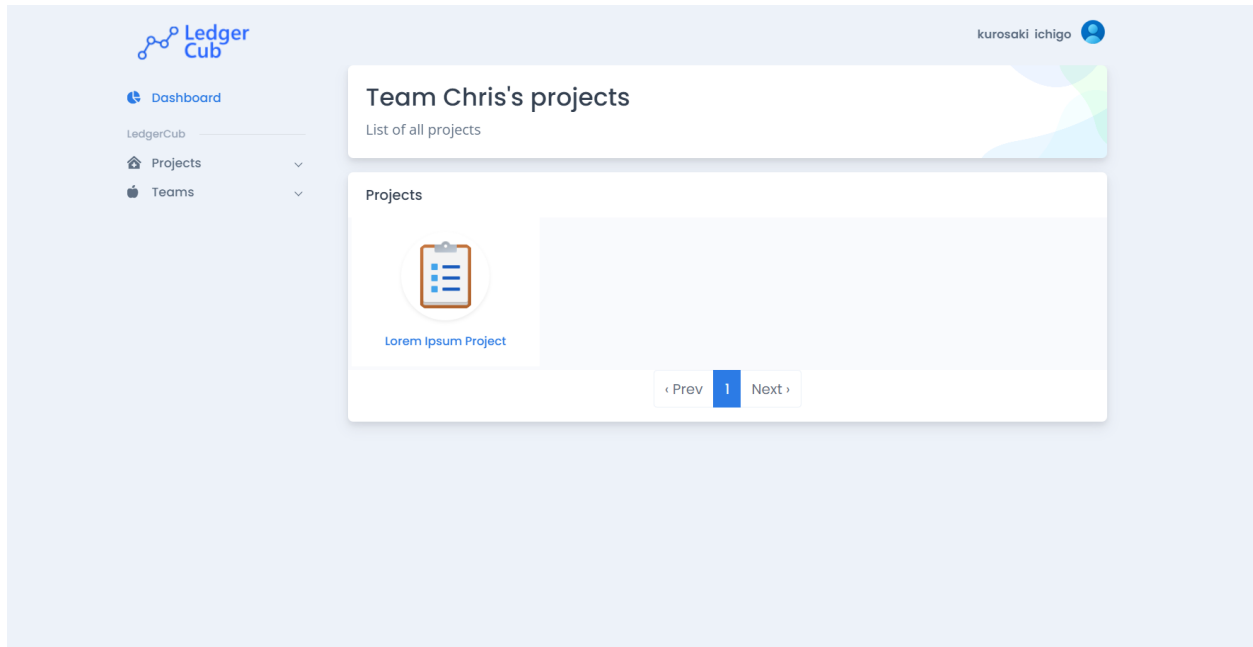 Ledger
Cub
kurosaki ichigo
Dashboard
LedgerCub
Projects
Teams
Team Chris's projects
List of all projects
Projects
Lorem Ipsum Project
‹ Prev 1 Next ›